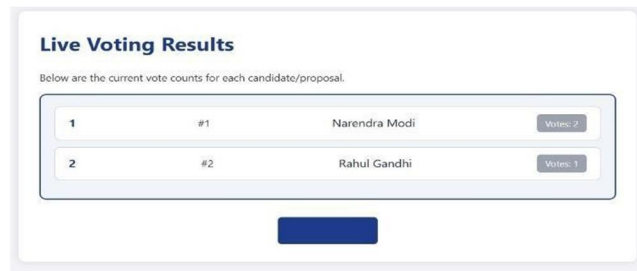 Live Voting Results
Below are the current vote counts for each candidate/proposal.
1 #1 Narendra Modi Votes: 2
2 #2 Rahul Gandhi Votes: 1